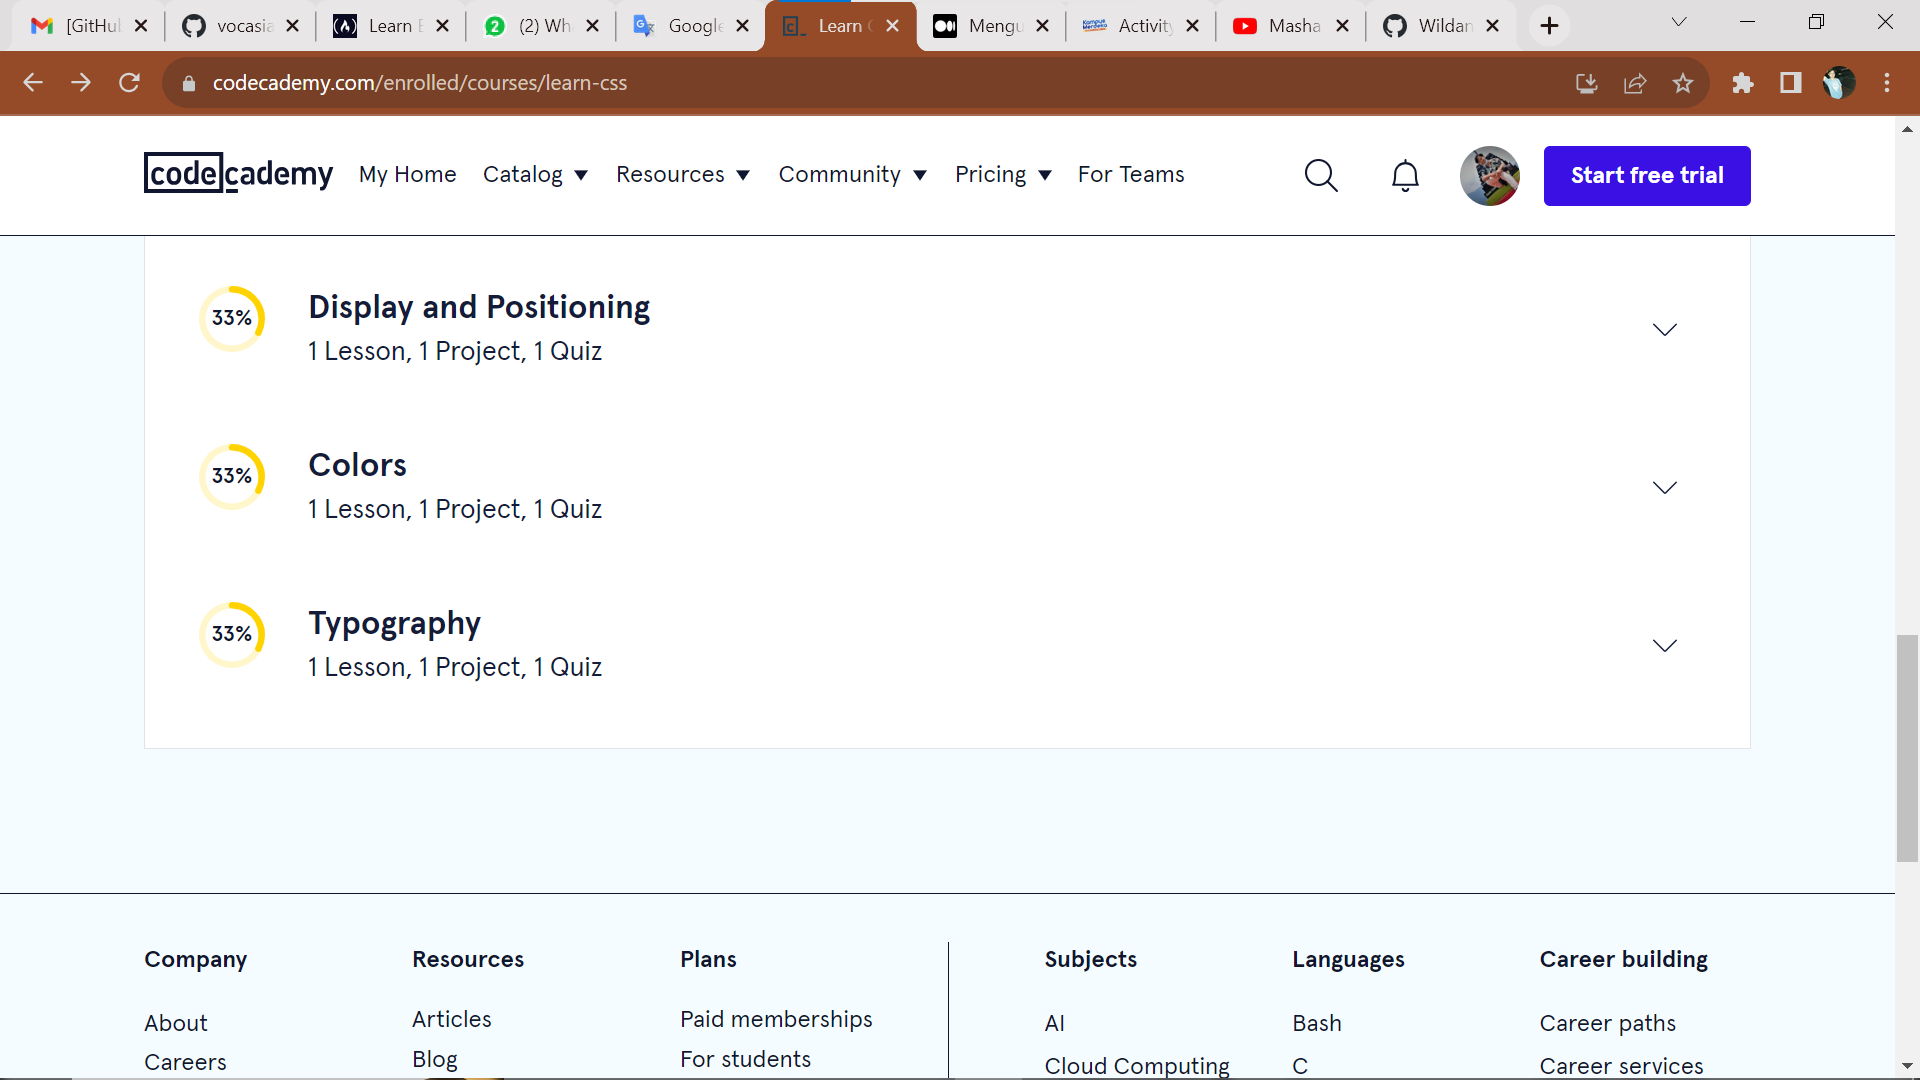 [GitHub
vocasia
Learn
(2) Wh
Google
Learn
Mengu
Activity
Masha
Wildan
codecademy.com/enrolled/courses/learn-css
codecademy My Home Catalog Resources Community Pricing For Teams Start free trial
33% Display and Positioning
1 Lesson, 1 Project, 1 Quiz
33% Colors
1 Lesson, 1 Project, 1 Quiz
33% Typography
1 Lesson, 1 Project, 1 Quiz
Company Resources Plans Subjects Languages Career building
About Articles Paid memberships AI Bash Career paths
Careers Blog For students Cloud Computing C Career services